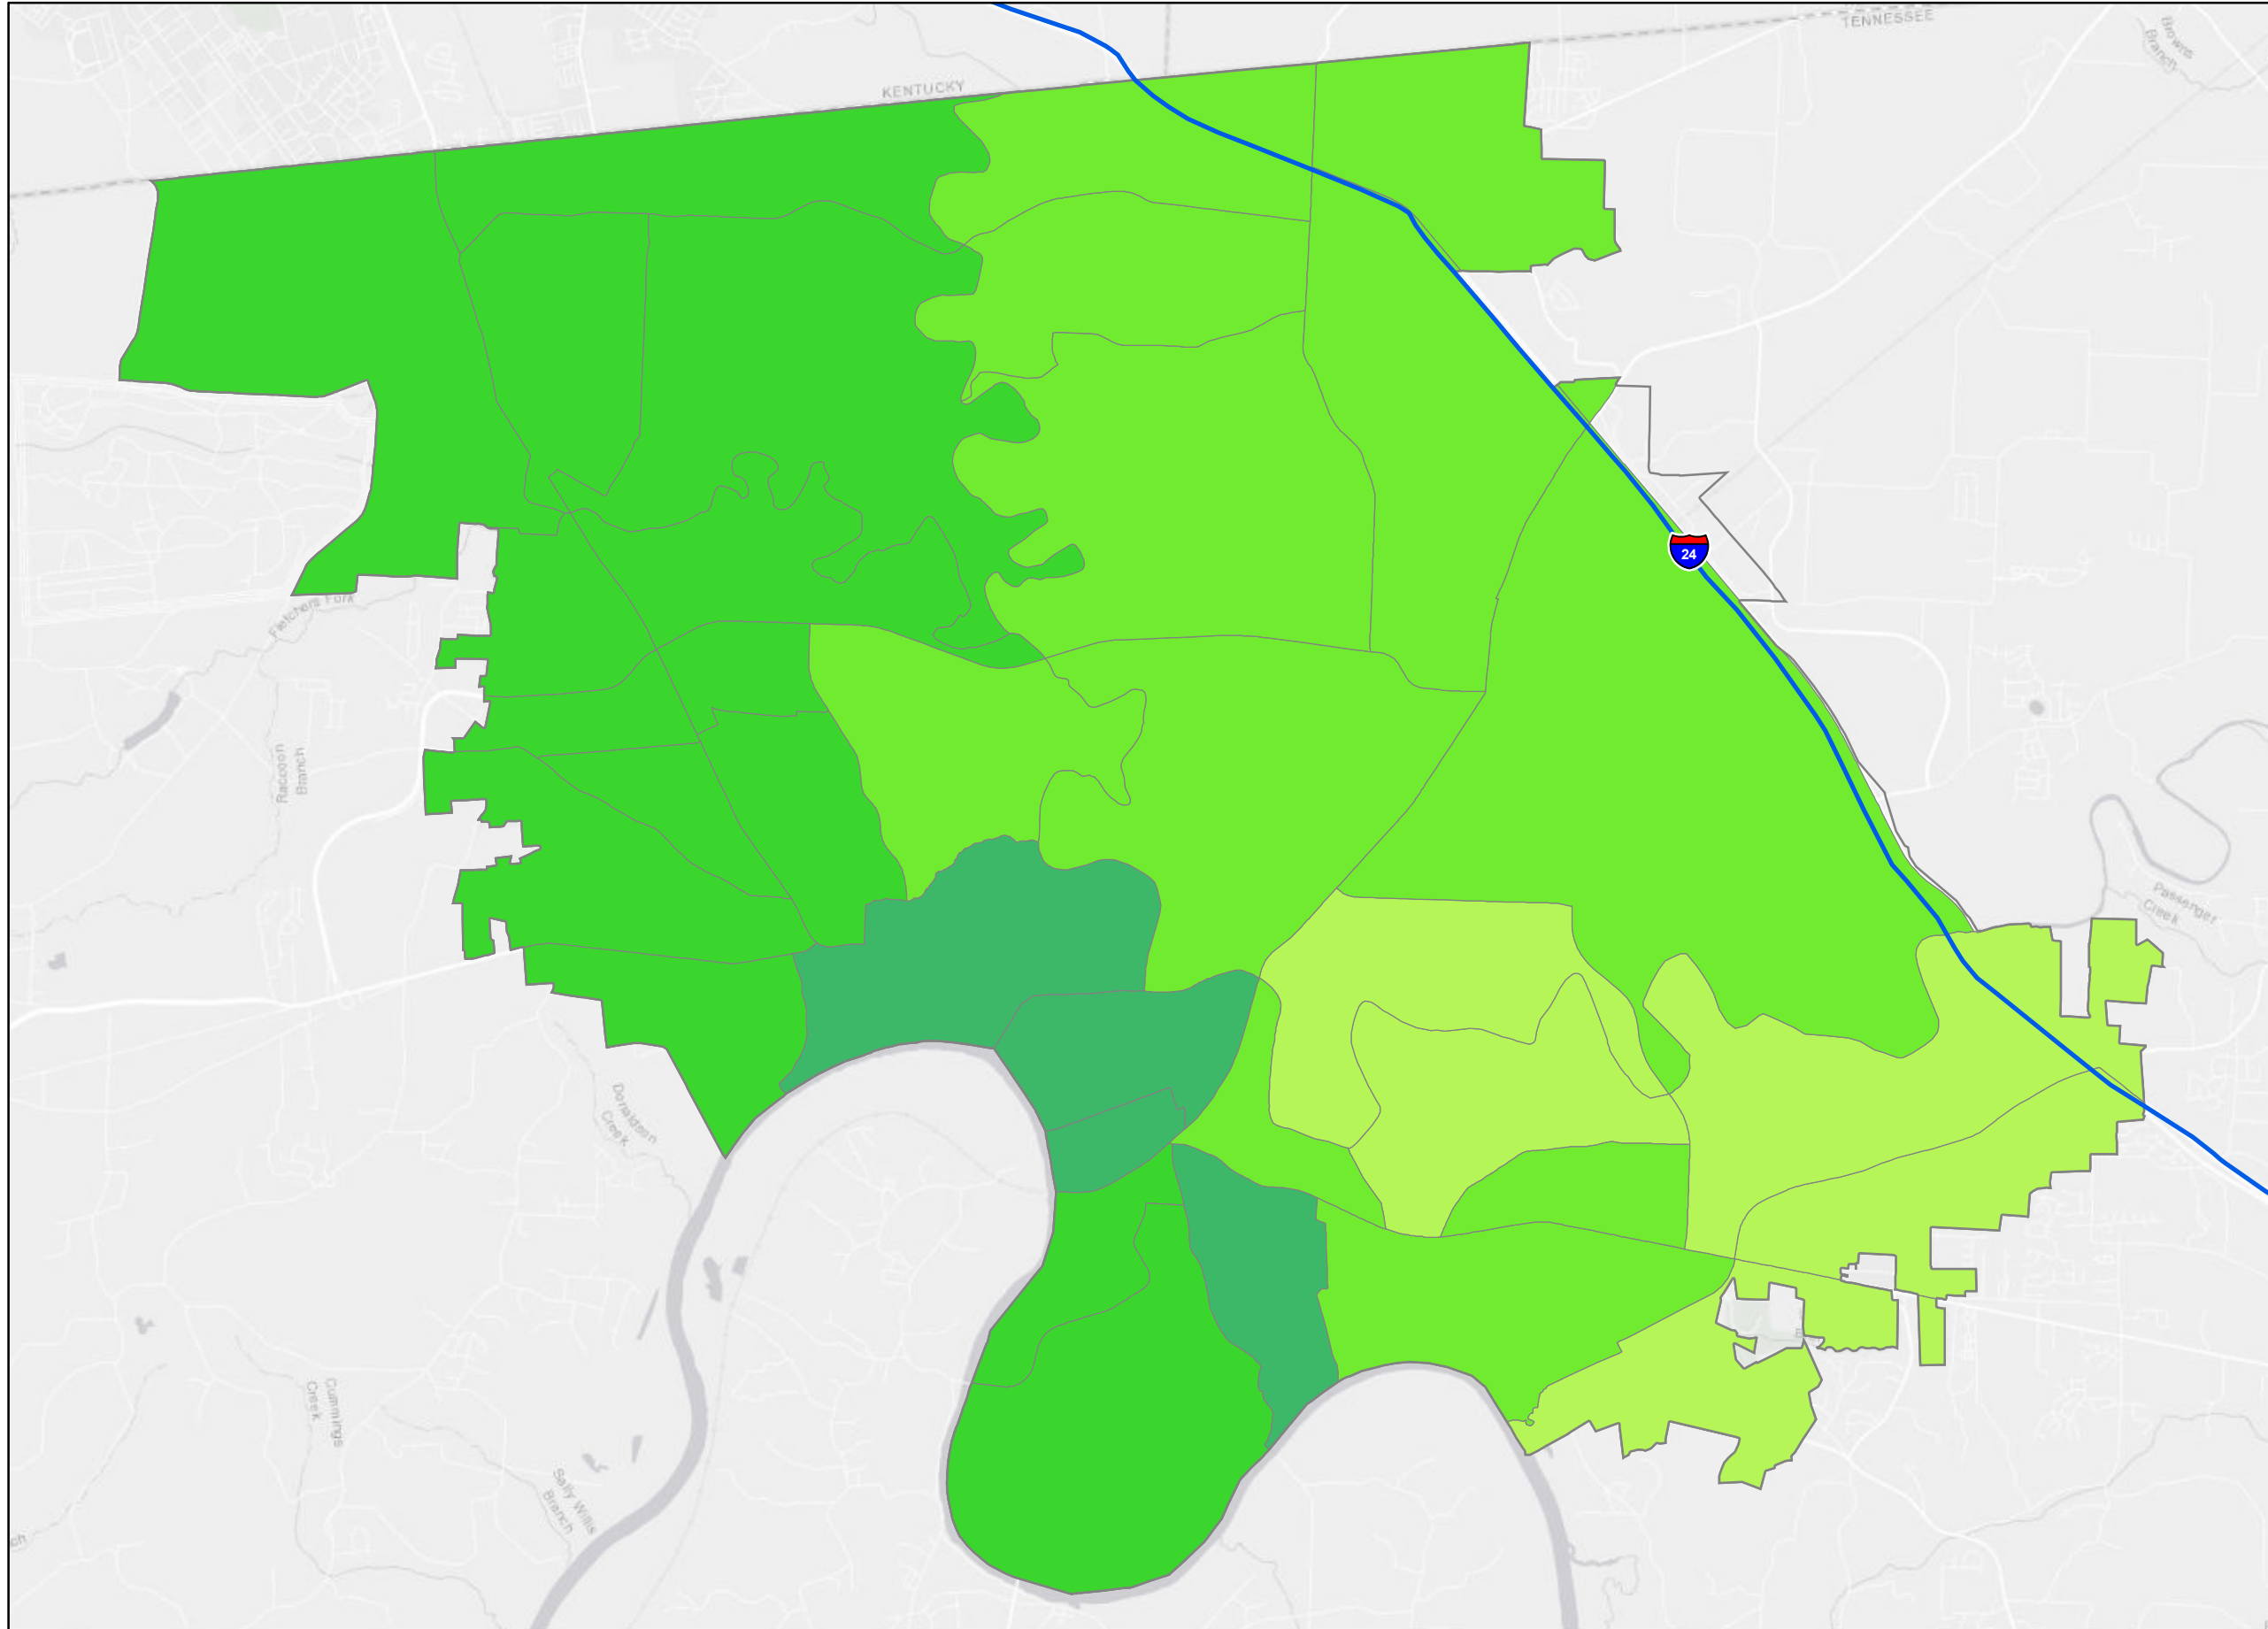 TENNESSEE
Browns
Branch
KENTUCKY
24
Fletchers Fork
Raccoon
Branch
Passenger
Creek
Donaldson
Creek
Cummings
Creek
Sally Willis
Branch